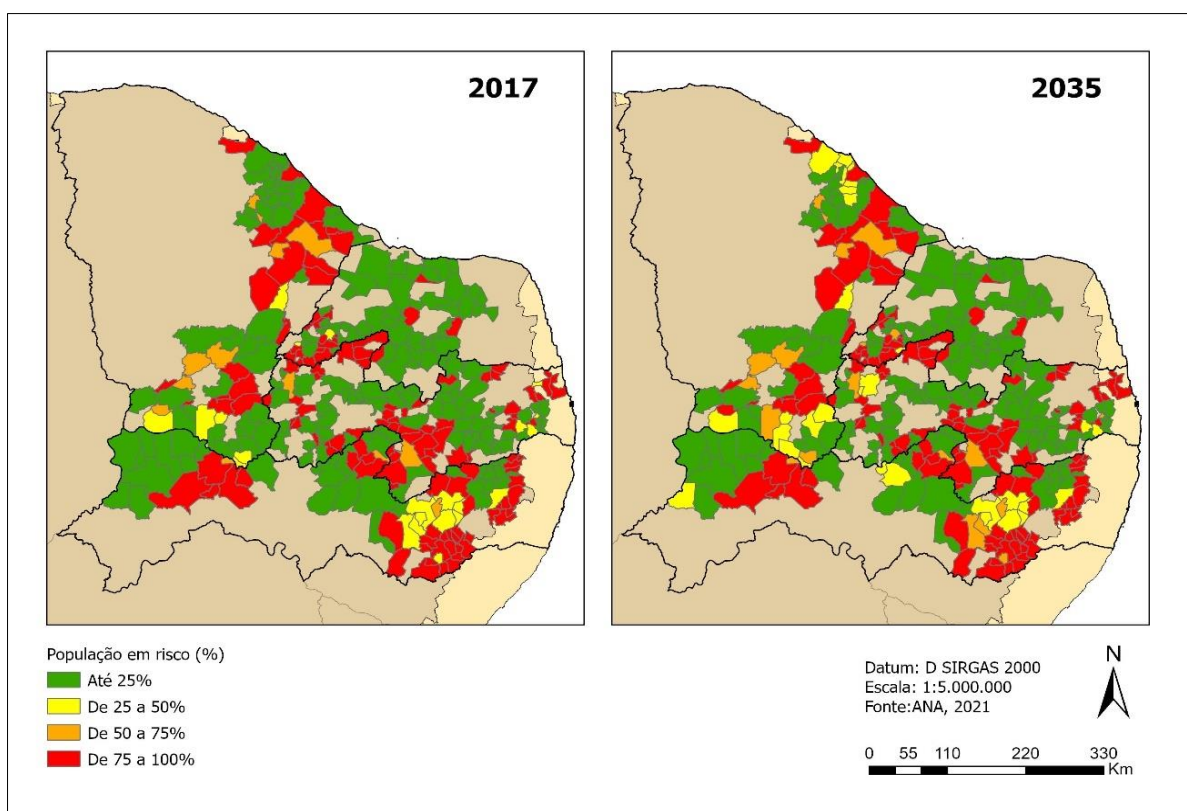 2017
2035
População em risco (%)
Até 25%
De 25 a 50%
De 50 a 75%
De 75 a 100%
Datum: D SIRGAS 2000
Escala: 1:5.000.000
Fonte:ANA, 2021
N
0 55 110 220 330
Km